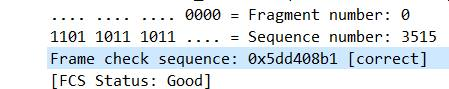 .... .... .... 0000 = Fragment number: 0
1101 1011 1011 .... = Sequence number: 3515
Frame check sequence: 0x5dd408b1 [correct]
[FCS Status: Good]